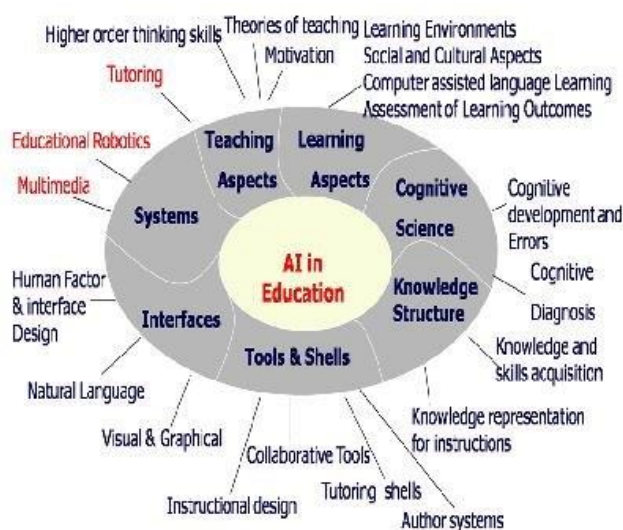 Higher order thinking skills
Theories of teaching
Motivation
Learning Environments
Social and Cultural Aspects
Computer assisted language Learning
Assessment of Learning Outcomes
Tutoring
Educational Robotics
Multimedia
Teaching
Aspects
Learning
Aspects
Cognitive
Science
Systems
AI in
Education
Cognitive
development and
Errors
Cognitive
Diagnosis
Knowledge
Structure
Human Factor
& interface
Design
Interfaces
Tools & Shells
Knowledge and
skills acquisition
Natural Language
Visual & Graphical
Knowledge representation
for instructions
Collaborative Tools
Instructional design
Tutoring shells
Author systems